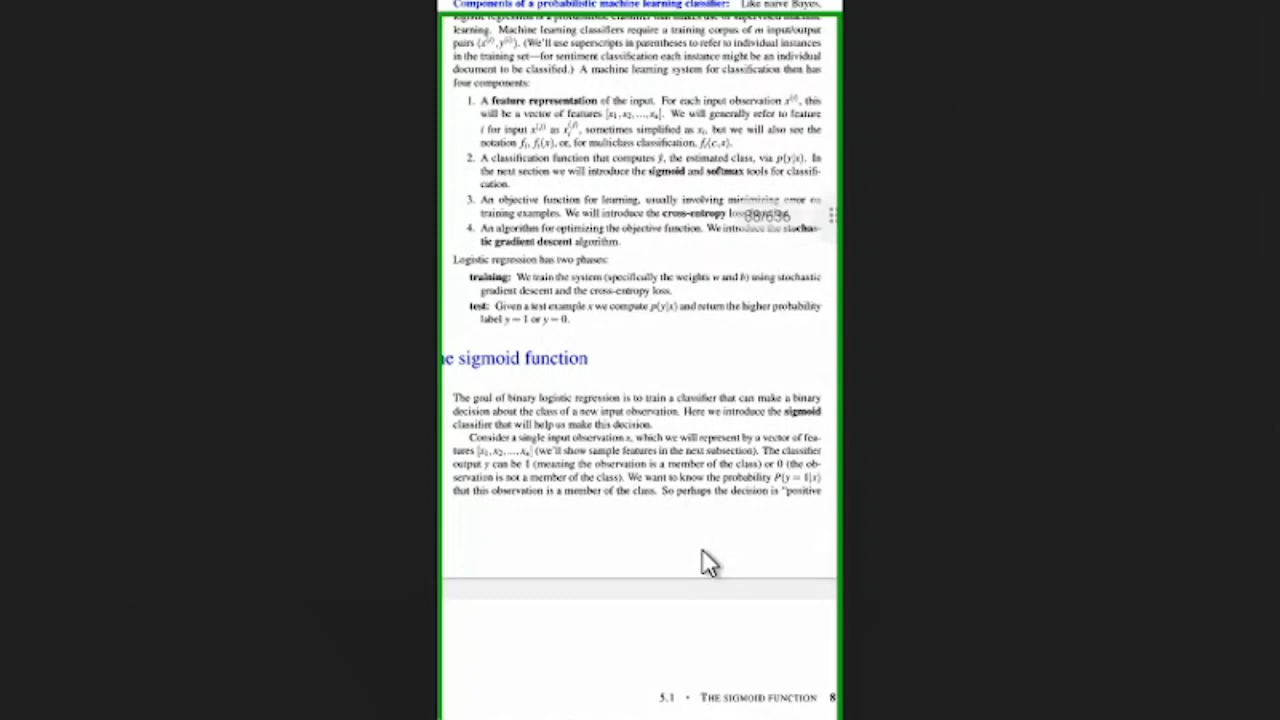 Components of a probabilistic machine learning classifier: Like naive Bayes,
logistic regression is a probabilistic classifier that makes use of supervised machine
learning. Machine learning classifiers require a training corpus of m input/output
pairs (x⁽ⁱ⁾, y⁽ⁱ⁾). (We'll use superscripts in parentheses to refer to individual instances
in the training set—for sentiment classification each instance might be an individual
document to be classified.) A machine learning system for classification then has
four components:
1. A feature representation of the input. For each input observation x⁽ⁱ⁾, this
will be a vector of features [x₁, x₂, ..., xₙ]. We will generally refer to feature
i for input x⁽ʲ⁾ as xᵢ⁽ʲ⁾, sometimes simplified as xᵢ, but we will also see the
notation fᵢ, fᵢ(x), or, for multiclass classification, fᵢ(c, x).
2. A classification function that computes ŷ, the estimated class, via p(y|x). In
the next section we will introduce the sigmoid and softmax tools for classifi-
cation.
3. An objective function for learning, usually involving minimizing error on
training examples. We will introduce the cross-entropy
88/636
4. An algorithm for optimizing the objective function. We introduce the stochas-
tic gradient descent algorithm.
Logistic regression has two phases:
training: We train the system (specifically the weights w and b) using stochastic
gradient descent and the cross-entropy loss.
test: Given a test example x we compute p(y|x) and return the higher probability
label y = 1 or y = 0.
he sigmoid function
The goal of binary logistic regression is to train a classifier that can make a binary
decision about the class of a new input observation. Here we introduce the sigmoid
classifier that will help us make this decision.
Consider a single input observation x, which we will represent by a vector of fea-
tures [x₁, x₂, ..., xₙ] (we'll show sample features in the next subsection). The classifier
output y can be 1 (meaning the observation is a member of the class) or 0 (the ob-
servation is not a member of the class). We want to know the probability P(y = 1|x)
that this observation is a member of the class. So perhaps the decision is "positive
5.1 • THE SIGMOID FUNCTION 8